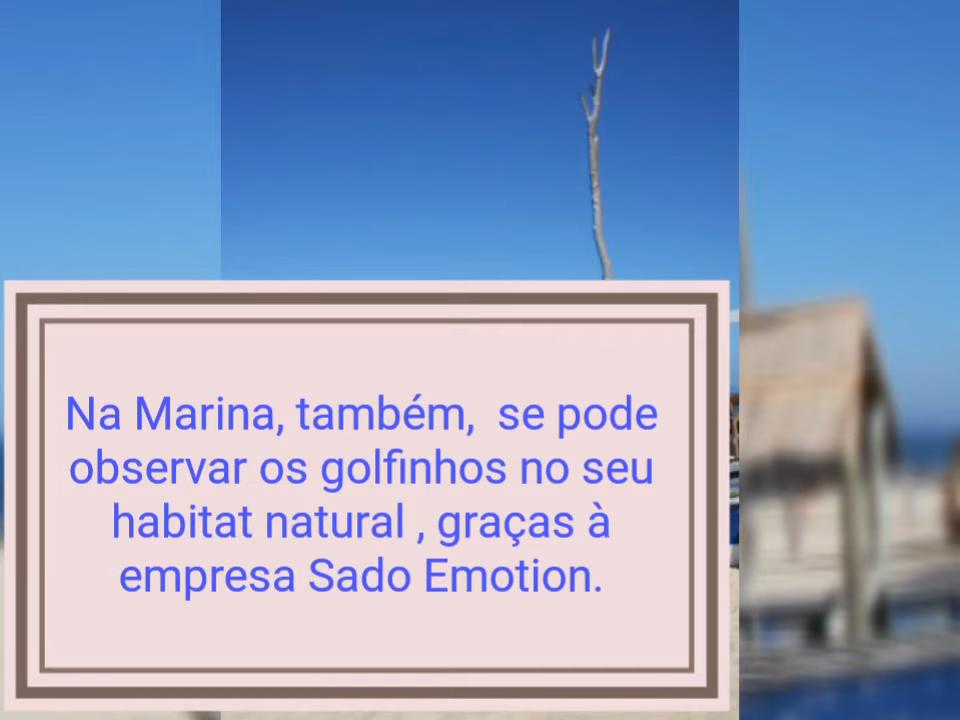 Na Marina, também,  se pode
observar os golfinhos no seu
habitat natural , graças à
empresa Sado Emotion.